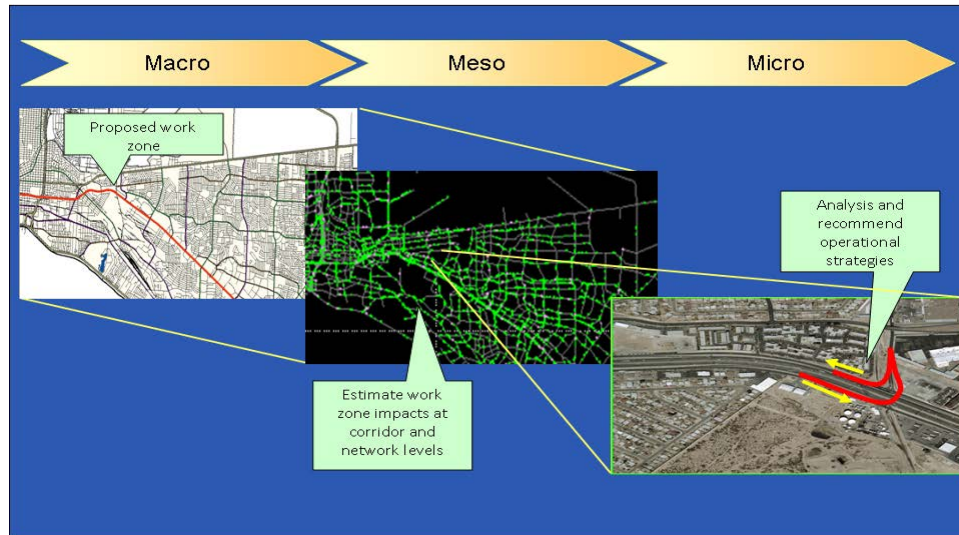 Macro
Meso
Micro
Proposed work
zone
Analysis and
recommend
operational
strategies
Estimate work
zone impacts at
corridor and
network levels